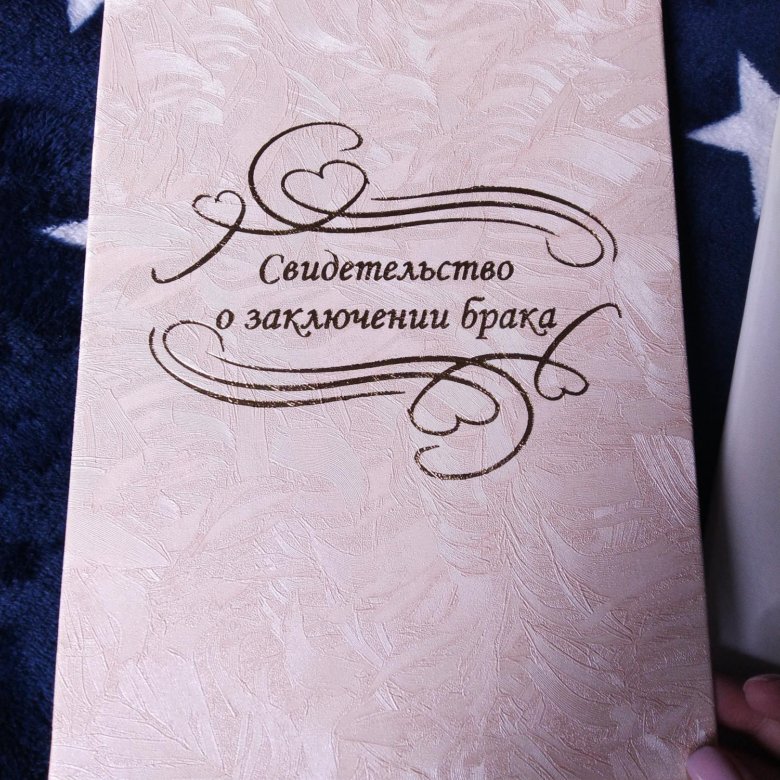 Свидетельство
о заключении брака